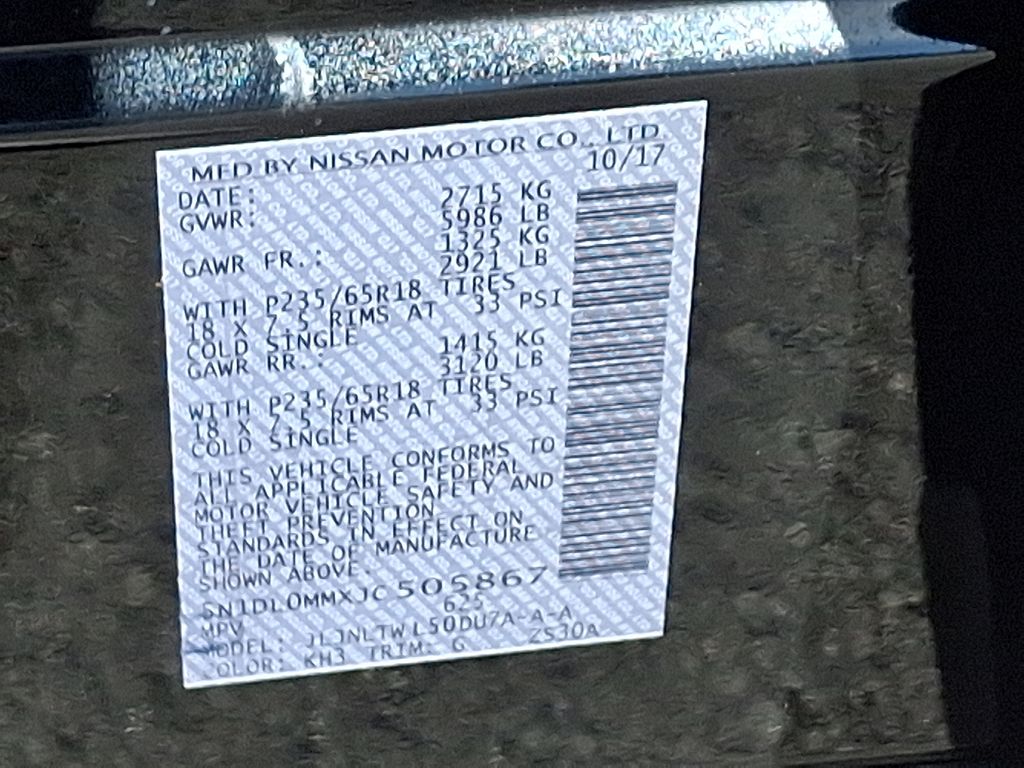 MFD BY NISSAN MOTOR CO., LTD
DATE: 10/17
GVWR: 2715 KG
5986 LB
GAWR FR.: 1325 KG
2921 LB
WITH P235/65R18 TIRES
18 X 7.5 RIMS AT 33 PSI
COLD SINGLE
GAWR RR.: 1415 KG
3120 LB
WITH P235/65R18 TIRES
18 X 7.5 RIMS AT 33 PSI
COLD SINGLE
THIS VEHICLE CONFORMS TO
ALL APPLICABLE FEDERAL
MOTOR VEHICLE SAFETY AND
THEFT PREVENTION
STANDARDS IN EFFECT ON
THE DATE OF MANUFACTURE
SHOWN ABOVE.
5N1DL0MMXJC505867
MPV 625
MODEL: JLJNLTWL50DU7A-A-A
COLOR: KH3 TRIM: G ZS30A